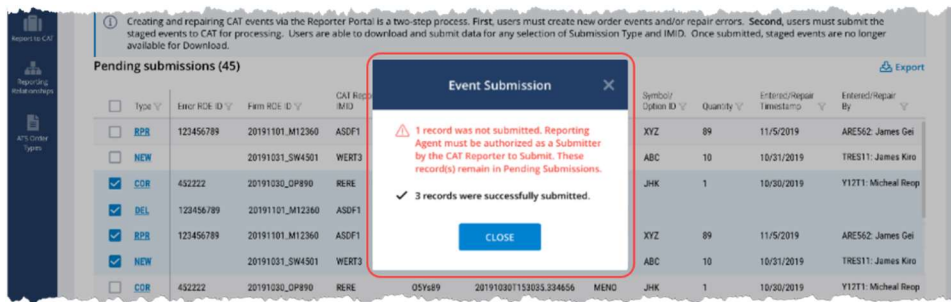 Creating and repairing CAT events via the Reporter Portal is a two-step process. First, users must create new order events and/or repair errors. Second, users must submit the
staged events to CAT for processing. Users are able to download and submit data for any selection of Submission Type and IMID. Once submitted, staged events are no longer
available for Download.
Report to CAT
Reporting
Relationships
ATS Order
Types
Pending submissions (45)
Export
Type Error ROE ID Firm ROE ID CAT Repo
IMID
Symbol/
Option ID Quantity Entered/Repair
Timestamp Entered/Repair
By
RPR 123456789 20191101_M12360 ASDF1 XYZ 89 11/5/2019 ARE562: James Gei
NEW 20191031_SW4501 WERT3 ABC 10 10/31/2019 TRES11: James Kiro
COR 452222 20191030_OP890 RERE JHK 1 10/30/2019 Y12T1: Micheal Reop
DEL 123456789 20191101_M12360 ASDF1
RPR 123456789 20191101_M12360 ASDF1 XYZ 89 11/5/2019 ARE562: James Gei
NEW 20191031_SW4501 WERT3 ABC 10 10/31/2019 TRES11: James Kiro
COR 452222 20191030_OP890 RERE O5Ys89 20191030T153035.334656 MENO JHK 1 10/30/2019 Y12T1: Micheal Reop
Event Submission
1 record was not submitted. Reporting
Agent must be authorized as a Submitter
by the CAT Reporter to Submit. These
record(s) remain in Pending Submissions.
3 records were successfully submitted.
CLOSE